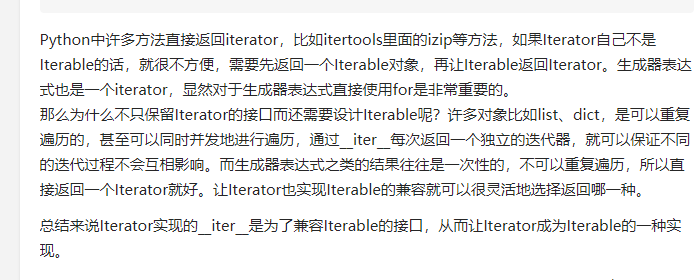 Python中许多方法直接返回iterator，比如itertools里面的izip等方法，如果Iterator自己不是
Iterable的话，就很不方便，需要先返回一个Iterable对象，再让Iterable返回Iterator。生成器表达
式也是一个iterator，显然对于生成器表达式直接使用for是非常重要的。
那么为什么不只保留Iterator的接口而还需要设计Iterable呢？许多对象比如list、dict，是可以重复
遍历的，甚至可以同时并发地进行遍历，通过__iter__每次返回一个独立的迭代器，就可以保证不同
的迭代过程不会互相影响。而生成器表达式之类的结果往往是一次性的，不可以重复遍历，所以直
接返回一个Iterator就好。让Iterator也实现Iterable的兼容就可以很灵活地选择返回哪一种。
总结来说Iterator实现的__iter__是为了兼容Iterable的接口，从而让Iterator成为Iterable的一种实
现。